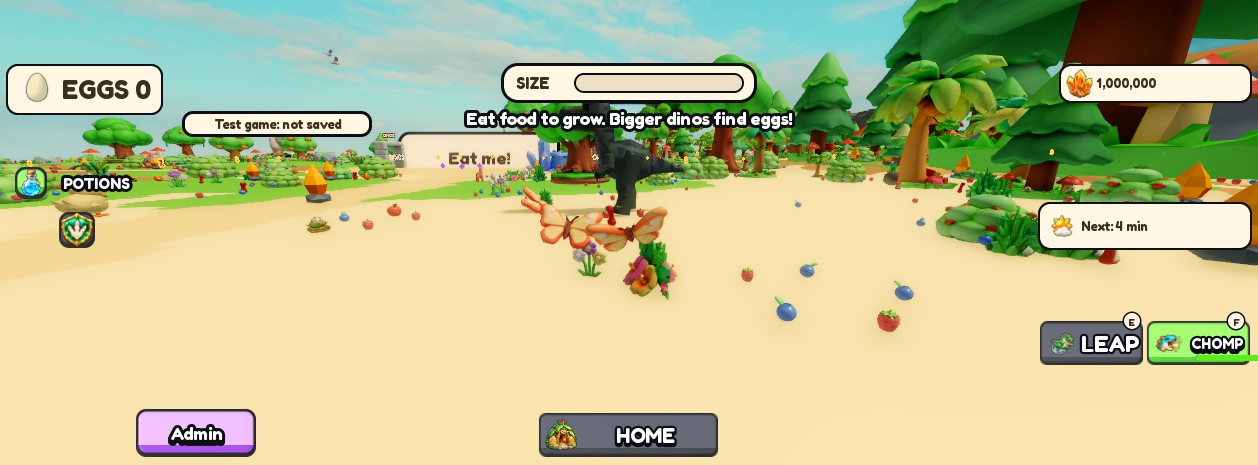 EGGS 0
SIZE
1,000,000
Test game: not saved
Eat food to grow. Bigger dinos find eggs!
Eat me!
POTIONS
Next: 4 min
E
F
LEAP
CHOMP
Admin
HOME